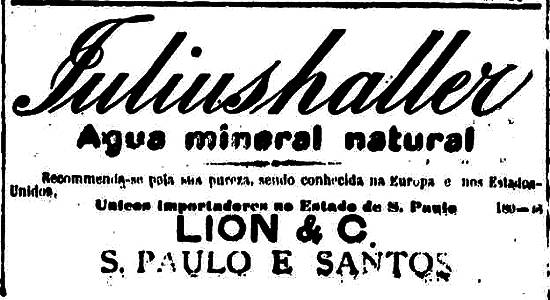 Juliushaller
Agua mineral natural
Recommenda-se pela sua pureza, sendo conhecida na Europa e nos Estados-
Unidos.
Unicos importadores no Estado de S. Paulo
LION & C.
S. PAULO E SANTOS